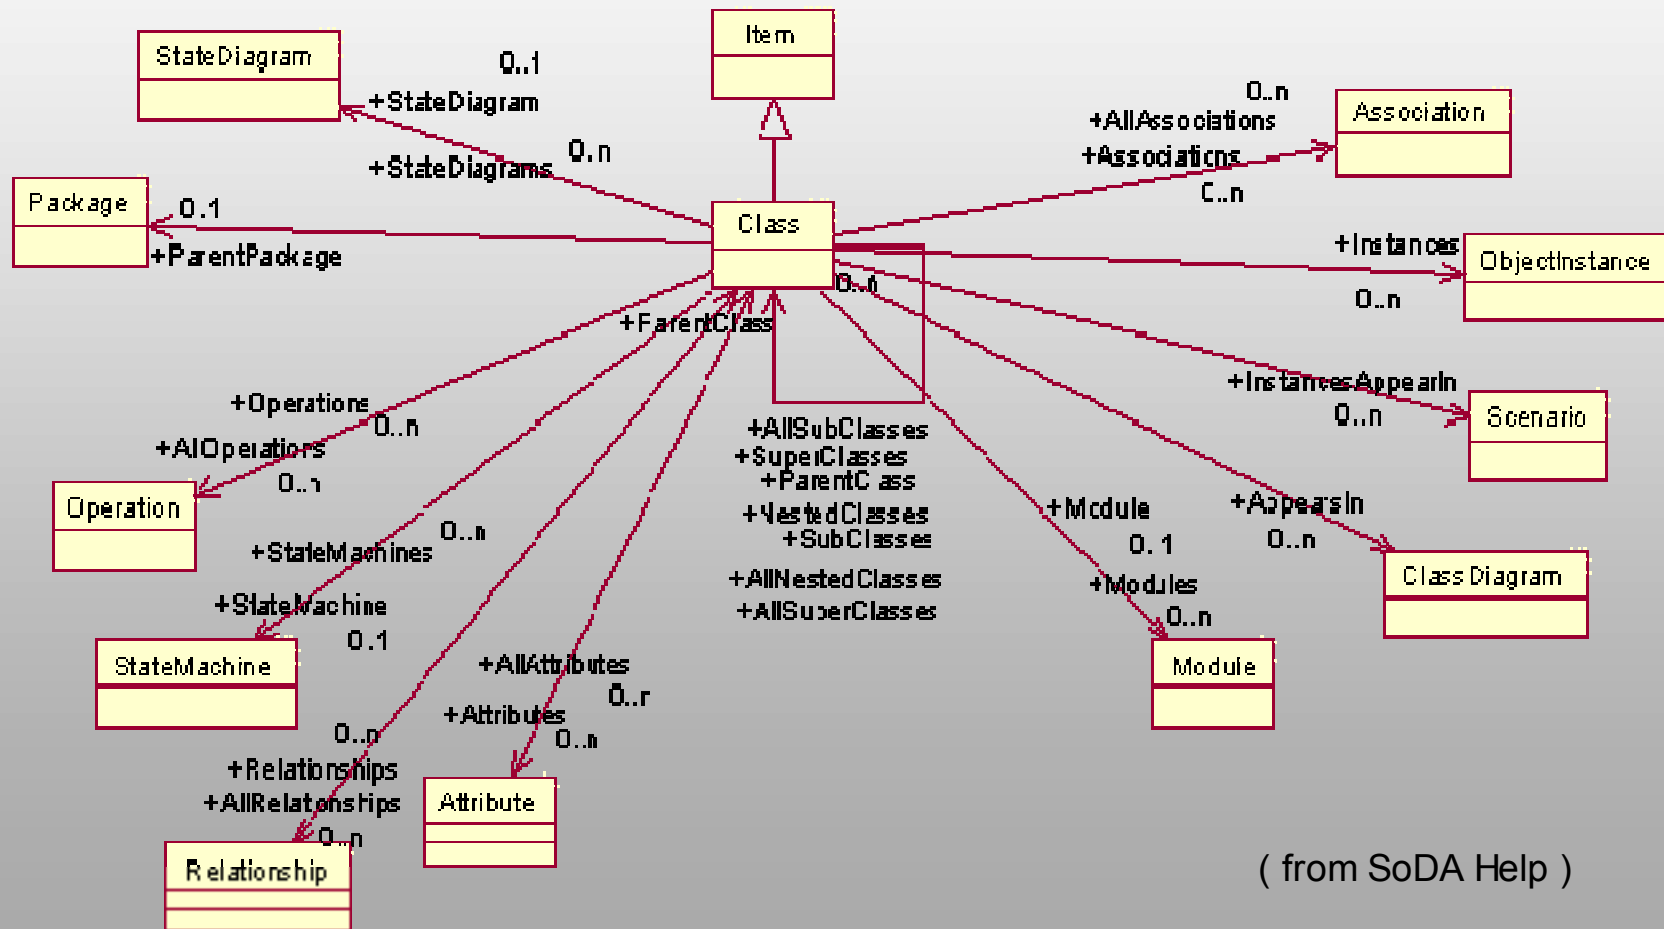 Item
StateDiagram
0..1
+StateDiagram
0..n
+StateDiagrams
0..n
+AllAssociations
Association
+Associations
0..n
Package
0..1
+ParentPackage
Class
+Instances
ObjectInstance
0..n
0..n
+ParentClass
+InstancesAppearIn
0..n
Scenario
+Operations
0..n
+AllOperations
0..n
Operation
+AllSubClasses
+SuperClasses
+ParentClass
+NestedClasses
+SubClasses
+AllNestedClasses
+AllSuperClasses
+Module
0..1
+Modules
0..n
Module
+AppearsIn
0..n
ClassDiagram
0..n
+StateMachines
+StateMachine
0..1
StateMachine
+AllAttributes
0..n
+Attributes
0..n
Attribute
0..n
+Relationships
+AllRelationships
0..n
Relationship
( from SoDA Help )